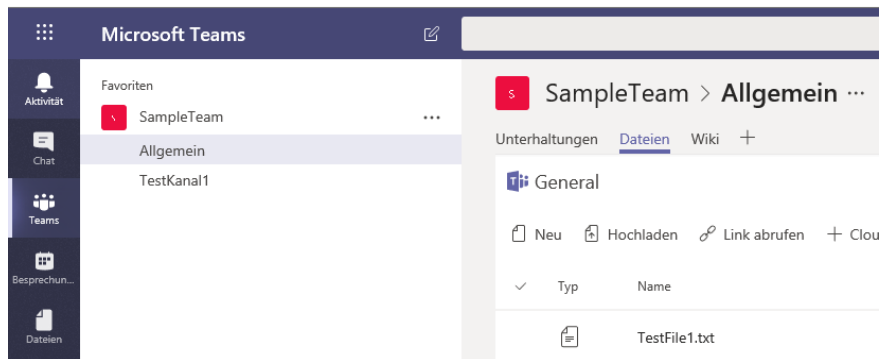 Microsoft Teams
Aktivität
Chat
Teams
Besprechun...
Dateien
Favoriten
S SampleTeam ...
Allgemein
TestKanal1
S SampleTeam > Allgemein ...
Unterhaltungen Dateien Wiki +
General
Neu Hochladen Link abrufen + Clou
Typ Name
TestFile1.txt